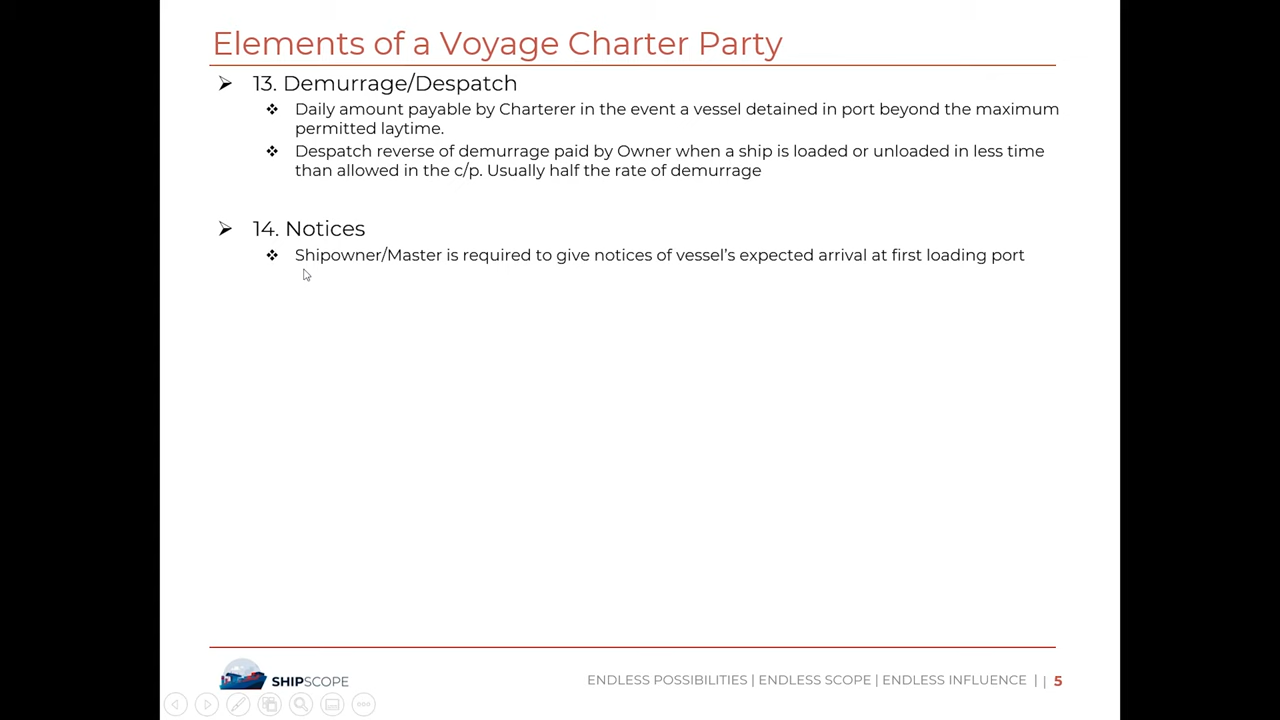 Elements of a Voyage Charter Party
13. Demurrage/Despatch
Daily amount payable by Charterer in the event a vessel detained in port beyond the maximum
permitted laytime.
Despatch reverse of demurrage paid by Owner when a ship is loaded or unloaded in less time
than allowed in the c/p. Usually half the rate of demurrage
14. Notices
Shipowner/Master is required to give notices of vessel's expected arrival at first loading port
SHIPSCOPE
ENDLESS POSSIBILITIES | ENDLESS SCOPE | ENDLESS INFLUENCE | | 5